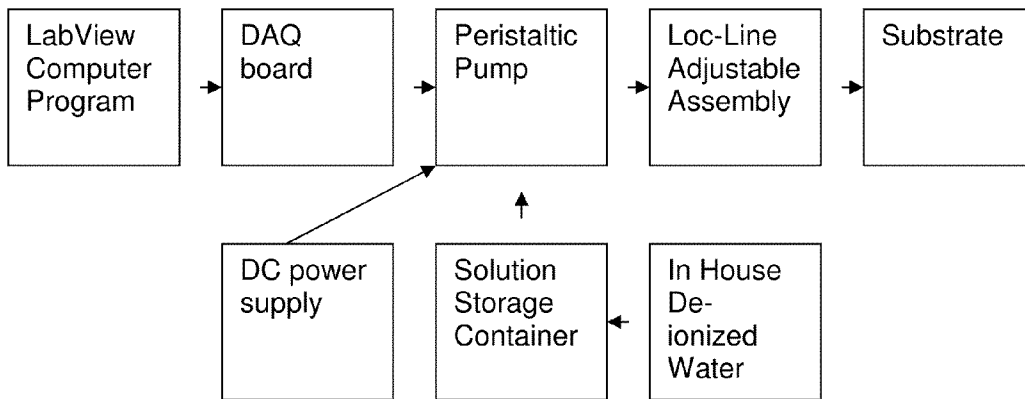 LabView
Computer
Program
DAQ
board
Peristaltic
Pump
Loc-Line
Adjustable
Assembly
Substrate
DC power
supply
Solution
Storage
Container
In House
De-
ionized
Water